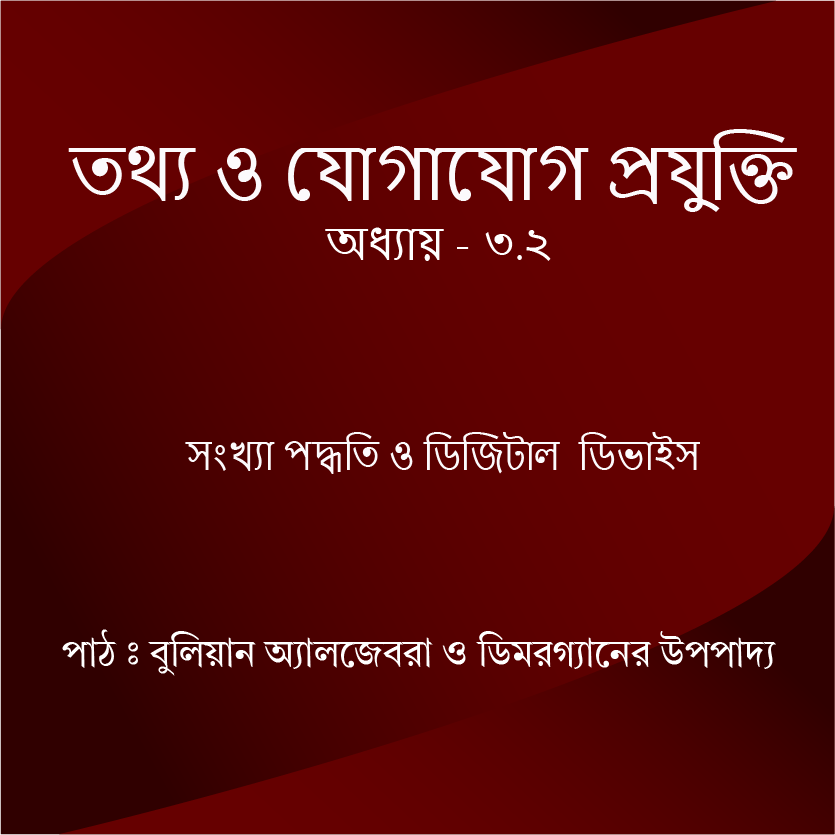 তথ্য ও যোগাযোগ প্রযুক্তি
অধ্যায় - ৩.২
সংখ্যা পদ্ধতি ও ডিজিটাল ডিভাইস
পাঠ ঃ বুলিয়ান অ্যালজেবরা ও ডিমরগ্যানের উপপাদ্য